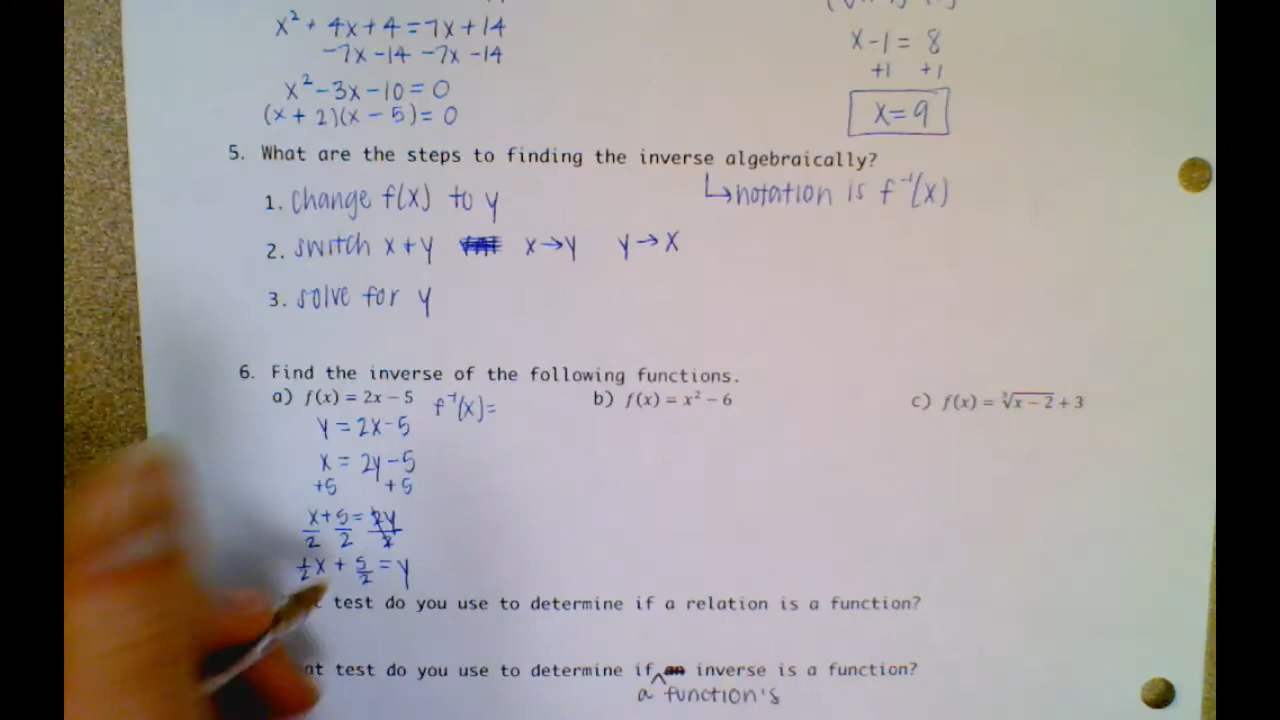 x² + 4x + 4 = 7x + 14
-7x -14 -7x -14
x² - 3x - 10 = 0
(x + 2)(x - 5) = 0
x - 1 = 8
+1 +1
x = 9
5. What are the steps to finding the inverse algebraically?
↳ notation is f⁻¹(x)
1. change f(x) to y
2. switch x + y x → y y → x
3. solve for y
6. Find the inverse of the following functions.
a) f(x) = 2x - 5 f⁻¹(x) =
y = 2x - 5
x = 2y - 5
+5 +5
x + 5 = 2y
2 2 2
1/2 x + 5/2 = y
b) f(x) = x² - 6
c) f(x) = ∛(x - 2) + 3
test do you use to determine if a relation is a function?
test do you use to determine if an inverse is a function?
^ a function's